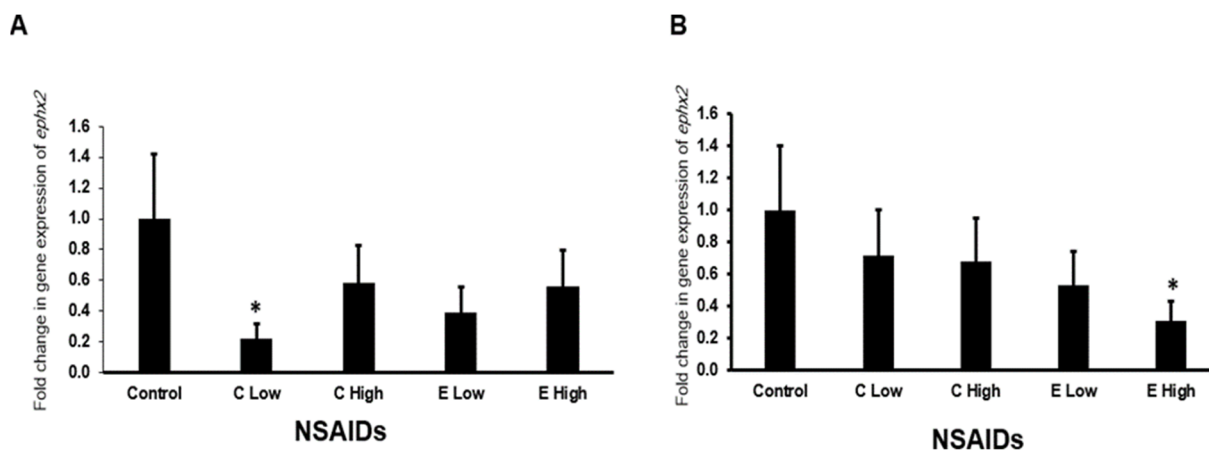 A
Fold change in gene expression of ephx2
1.6
1.4
1.2
1.0
0.8
0.6
0.4
0.2
0.0
*
Control C Low C High E Low E High
NSAIDs
B
Fold change in gene expression of ephx2
1.6
1.4
1.2
1.0
0.8
0.6
0.4
0.2
0.0
*
Control C Low C High E Low E High
NSAIDs